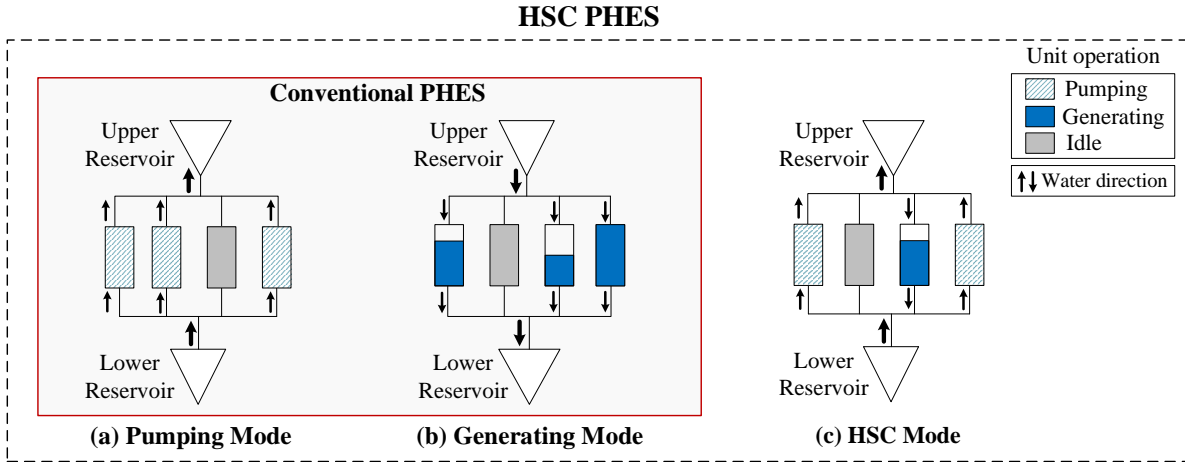 HSC PHES
Conventional PHES
Upper
Reservoir
Lower
Reservoir
(a) Pumping Mode
Upper
Reservoir
Lower
Reservoir
(b) Generating Mode
Upper
Reservoir
Lower
Reservoir
(c) HSC Mode
Unit operation
Pumping
Generating
Idle
Water direction